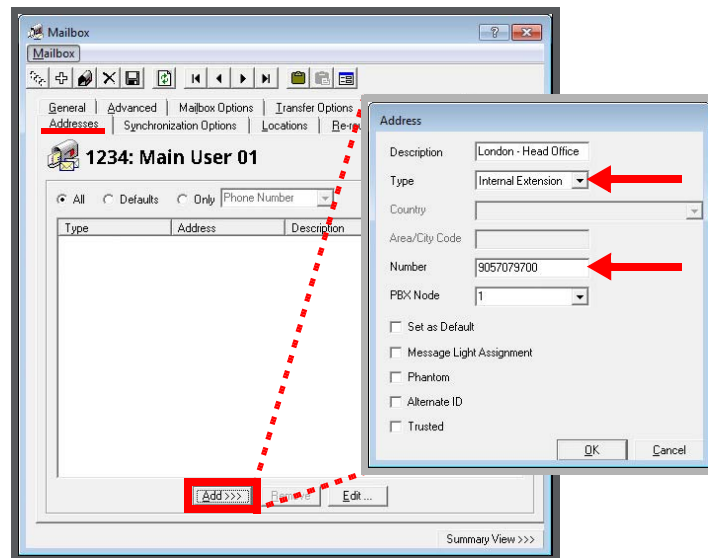 Mailbox
Mailbox
General Advanced Mailbox Options Transfer Options
Addresses Synchronization Options Locations
1234: Main User 01
All Defaults Only Phone Number
Type Address Description
Add >>> Remove Edit ...
Summary View >>>
Address
Description London - Head Office
Type Internal Extension
Country
Area/City Code
Number 9057079700
PBX Node 1
Set as Default
Message Light Assignment
Phantom
Alternate ID
Trusted
OK Cancel